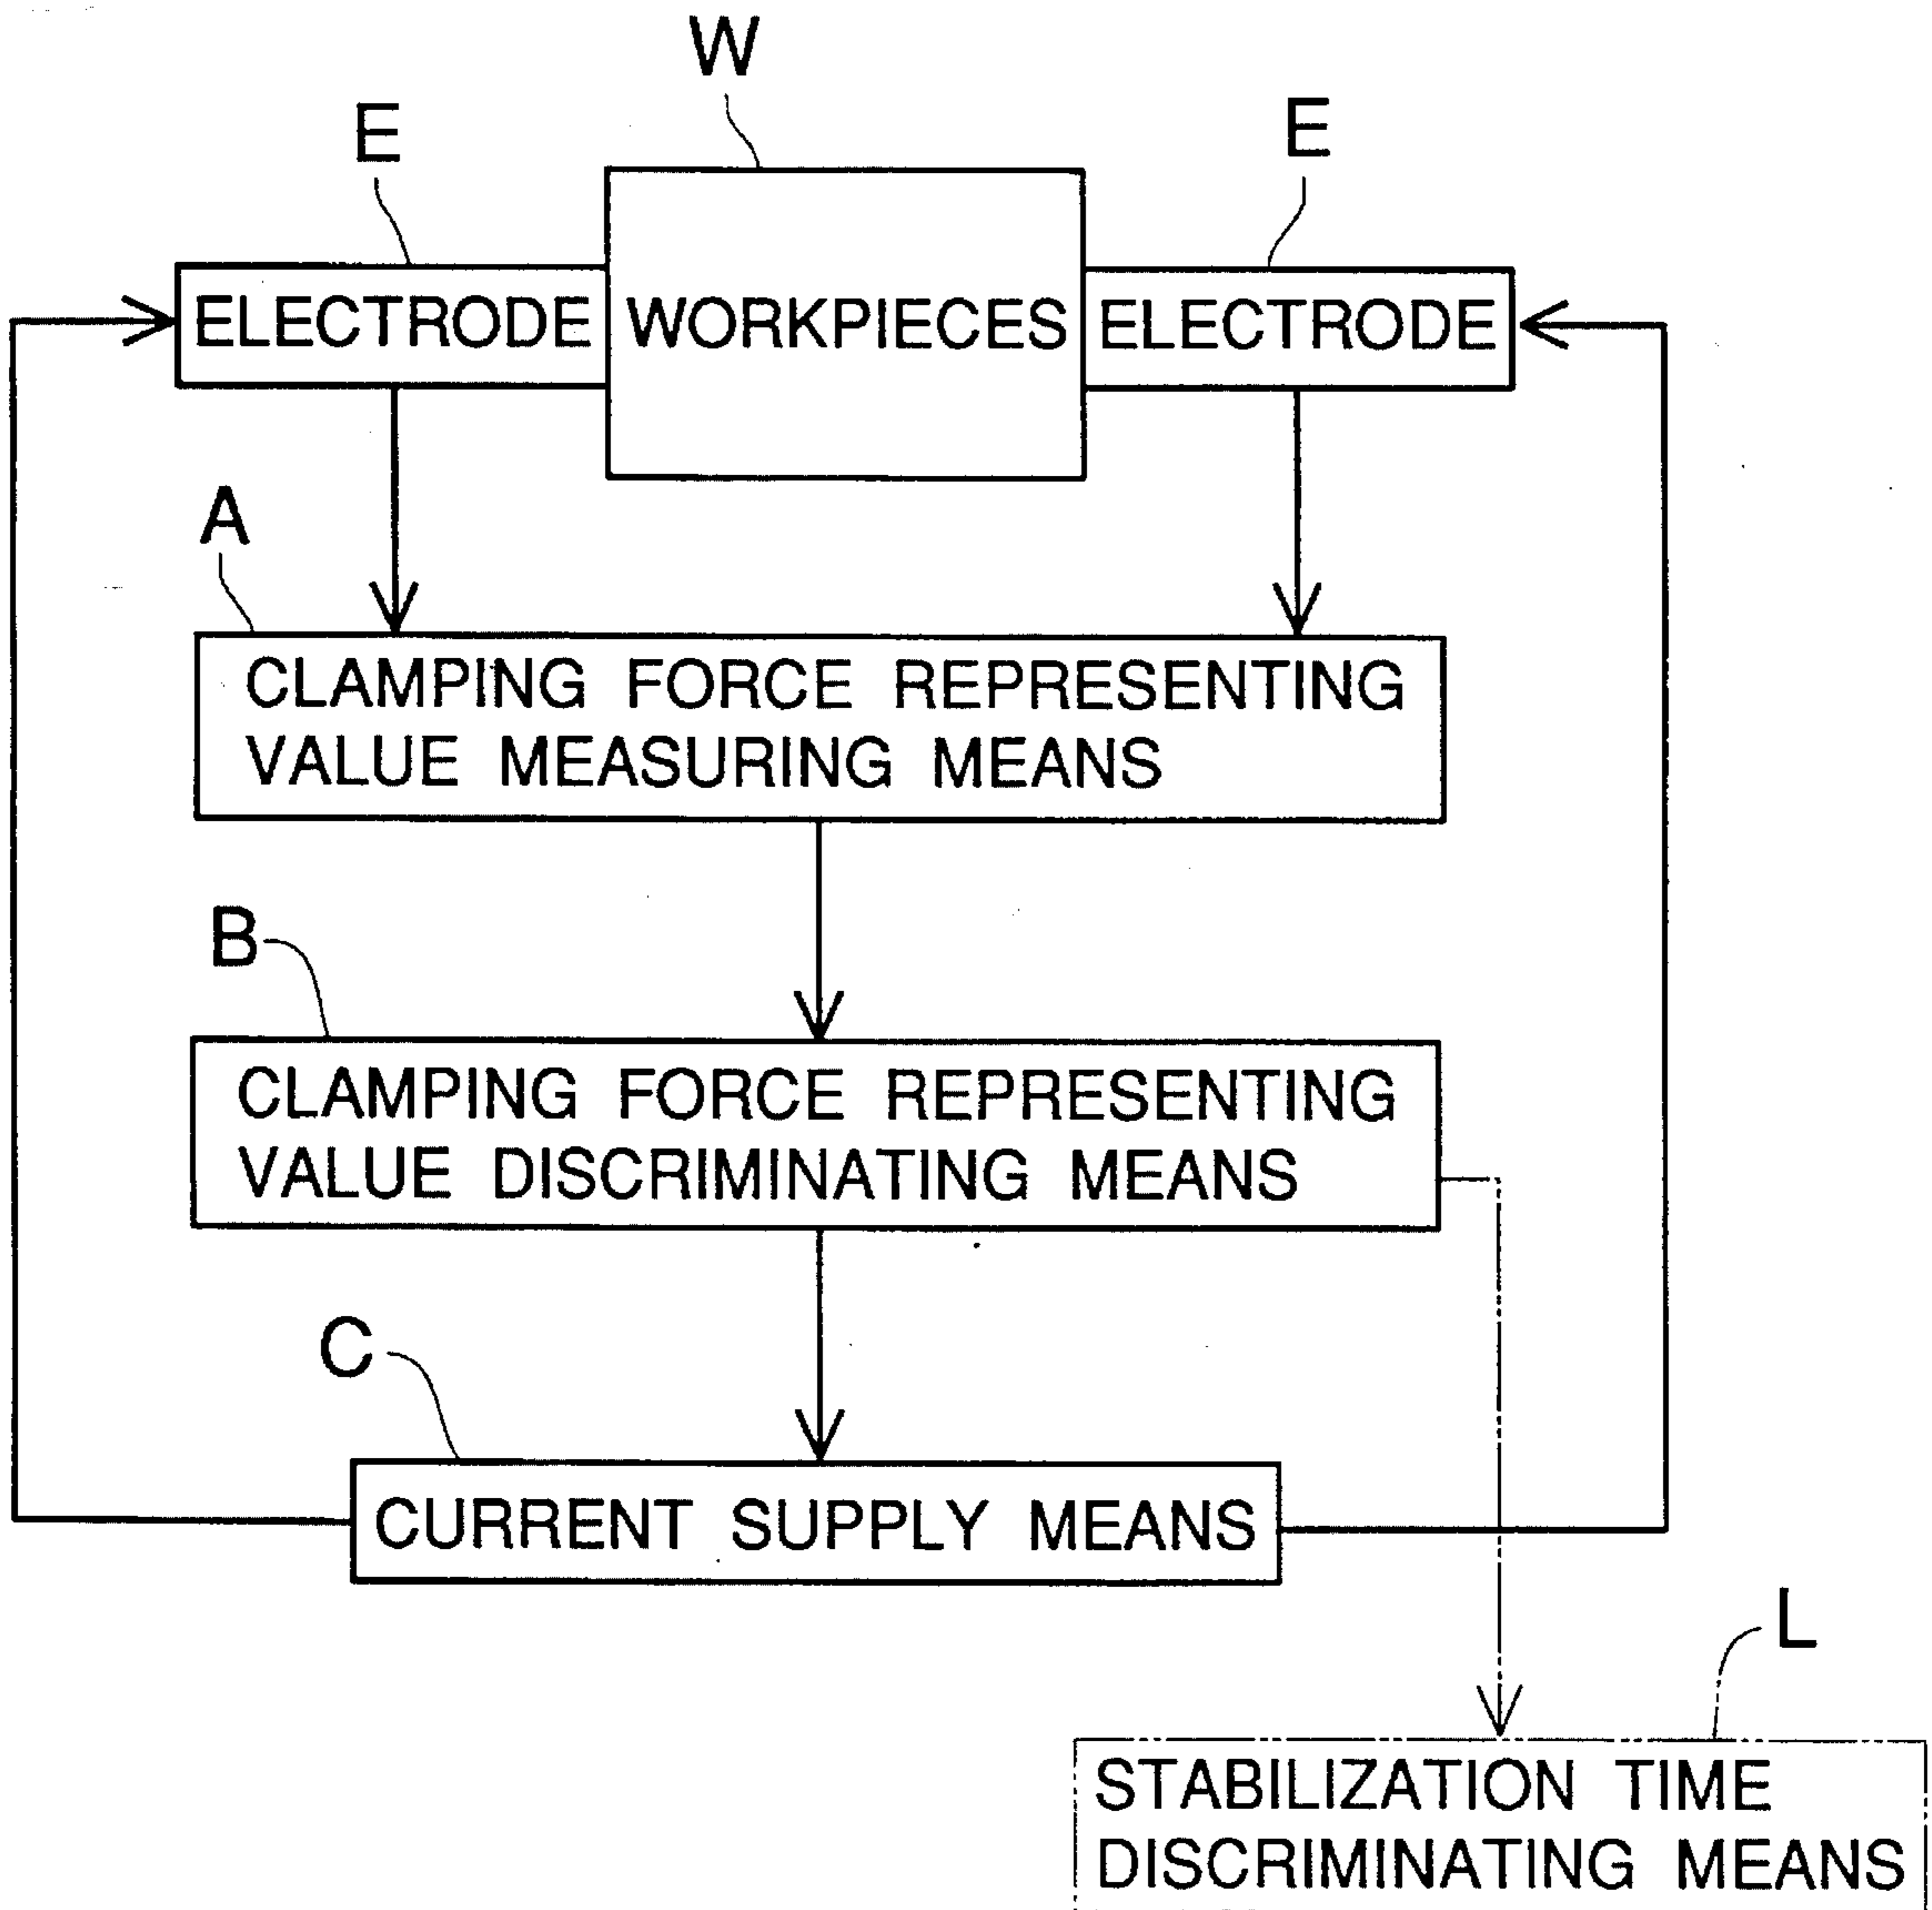 W
E
E
ELECTRODE
WORKPIECES
ELECTRODE
A
CLAMPING FORCE REPRESENTING
VALUE MEASURING MEANS
B
CLAMPING FORCE REPRESENTING
VALUE DISCRIMINATING MEANS
C
CURRENT SUPPLY MEANS
L
STABILIZATION TIME
DISCRIMINATING MEANS